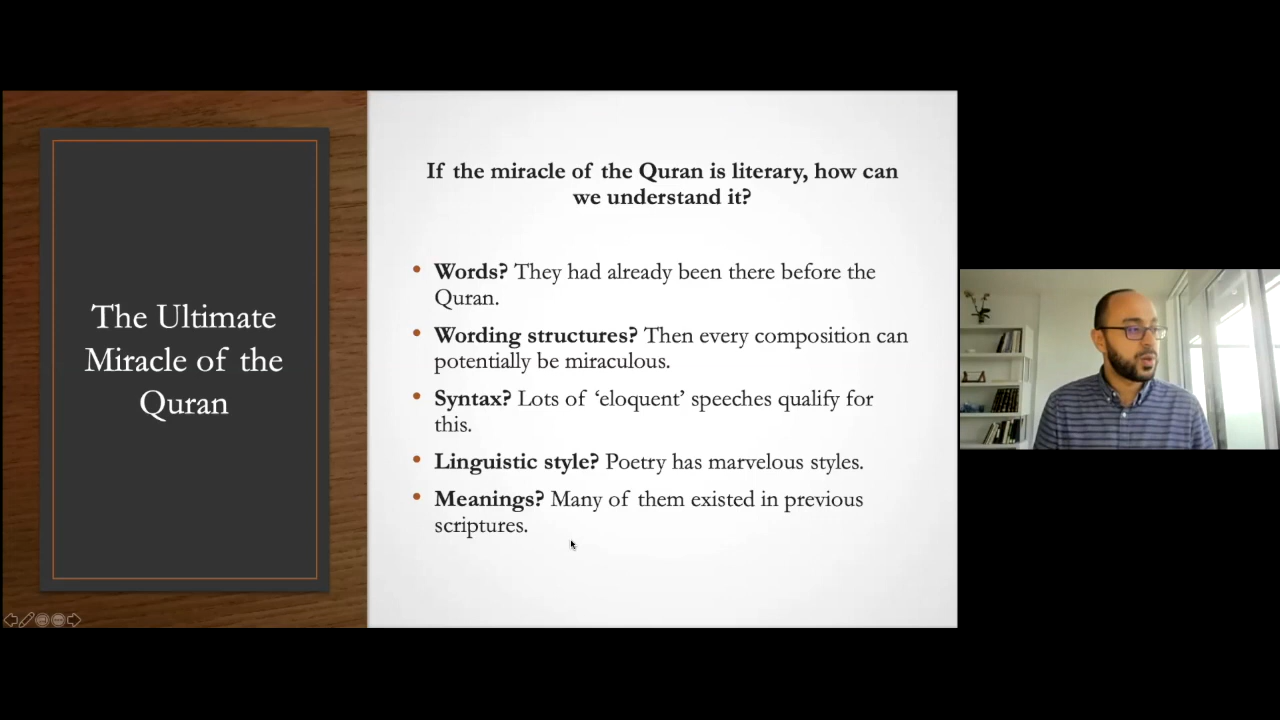 The Ultimate
Miracle of the
Quran
If the miracle of the Quran is literary, how can
we understand it?
• Words? They had already been there before the
Quran.
• Wording structures? Then every composition can
potentially be miraculous.
• Syntax? Lots of ‘eloquent’ speeches qualify for
this.
• Linguistic style? Poetry has marvelous styles.
• Meanings? Many of them existed in previous
scriptures.